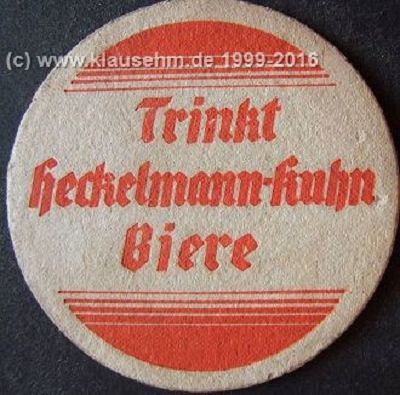 (c) www.klausehm.de 1999-2016
Trinkt
Heckelmann-Kuhn
Biere